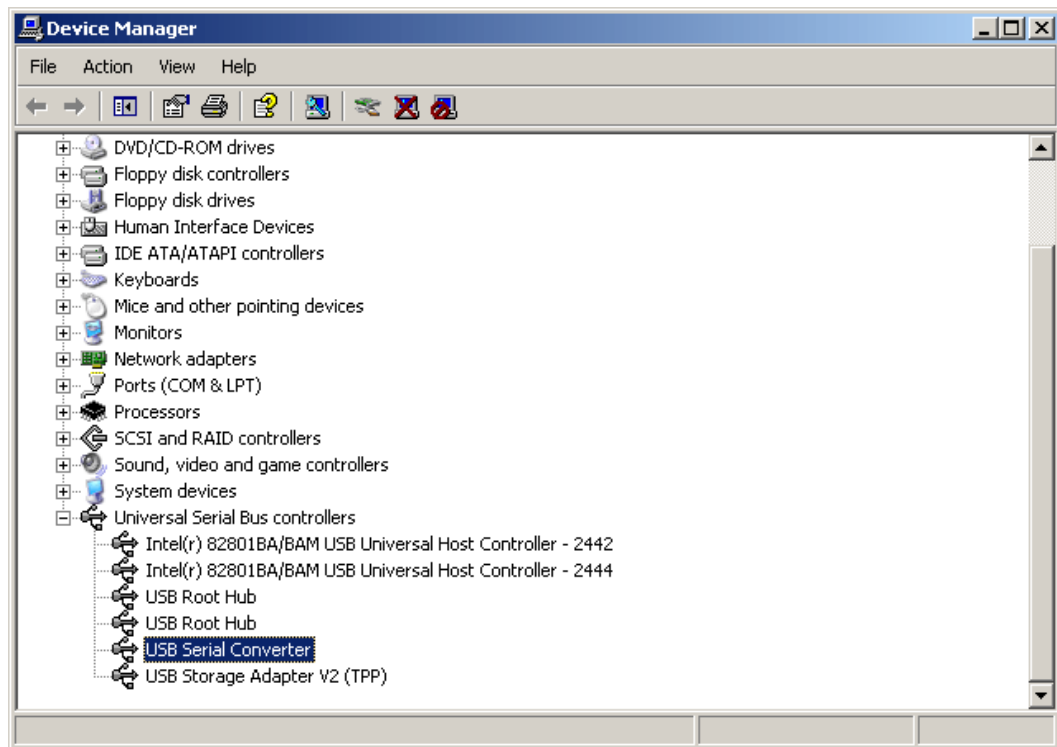 Device Manager
File Action View Help
DVD/CD-ROM drives
Floppy disk controllers
Floppy disk drives
Human Interface Devices
IDE ATA/ATAPI controllers
Keyboards
Mice and other pointing devices
Monitors
Network adapters
Ports (COM & LPT)
Processors
SCSI and RAID controllers
Sound, video and game controllers
System devices
Universal Serial Bus controllers
Intel(r) 82801BA/BAM USB Universal Host Controller - 2442
Intel(r) 82801BA/BAM USB Universal Host Controller - 2444
USB Root Hub
USB Root Hub
USB Serial Converter
USB Storage Adapter V2 (TPP)